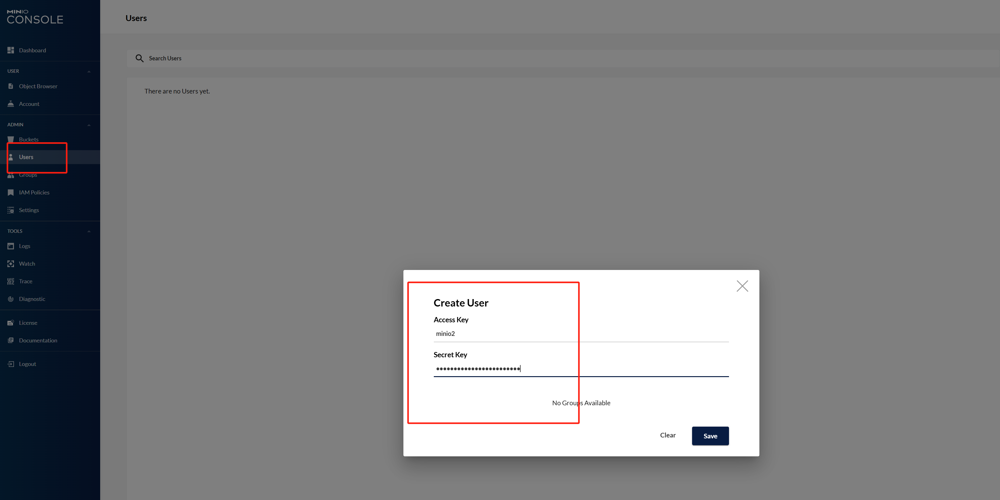 MINIO
CONSOLE
Dashboard
USER
Object Browser
Account
ADMIN
Buckets
Users
Groups
IAM Policies
Settings
TOOLS
Logs
Watch
Trace
Diagnostic
License
Documentation
Logout
Users
Search Users
There are no Users yet.
Create User
Access Key
minio2
Secret Key
••••••••••••••••••••••••
No Groups Available
Clear
Save